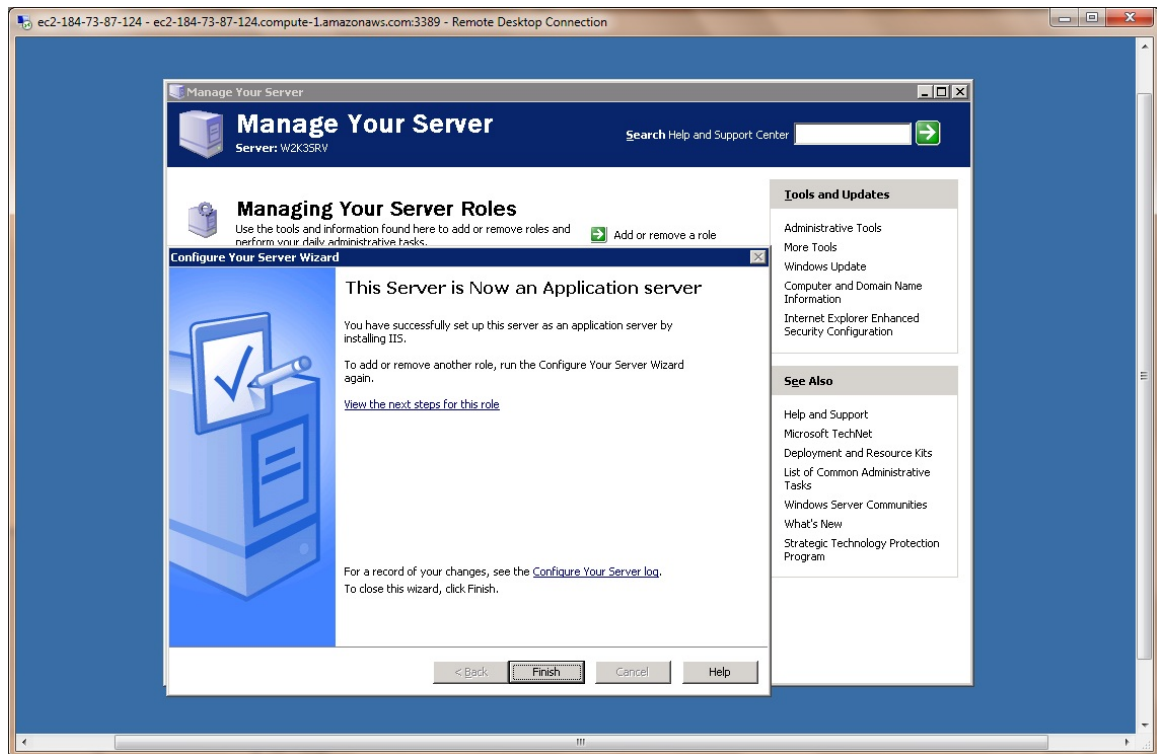 ec2-184-73-87-124 - ec2-184-73-87-124.compute-1.amazonaws.com:3389 - Remote Desktop Connection
Manage Your Server
Manage Your Server
Server: W2K3SRV
Search Help and Support Center
Managing Your Server Roles
Use the tools and information found here to add or remove roles and
perform your daily administrative tasks.
Add or remove a role
Configure Your Server Wizard
This Server is Now an Application server
You have successfully set up this server as an application server by
installing IIS.
To add or remove another role, run the Configure Your Server Wizard
again.
View the next steps for this role
For a record of your changes, see the Configure Your Server log.
To close this wizard, click Finish.
< Back
Finish
Cancel
Help
Tools and Updates
Administrative Tools
More Tools
Windows Update
Computer and Domain Name
Information
Internet Explorer Enhanced
Security Configuration
See Also
Help and Support
Microsoft TechNet
Deployment and Resource Kits
List of Common Administrative
Tasks
Windows Server Communities
What's New
Strategic Technology Protection
Program